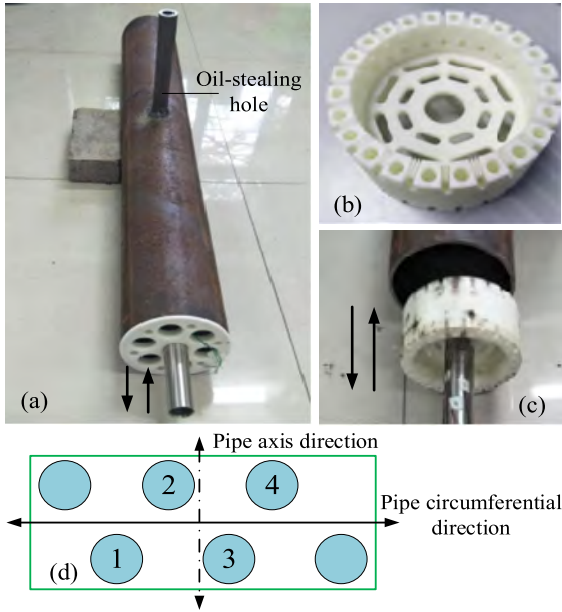 Oil-stealing
hole
(a)
(b)
(c)
Pipe axis direction
2
4
Pipe circumferential
direction
1
3
(d)